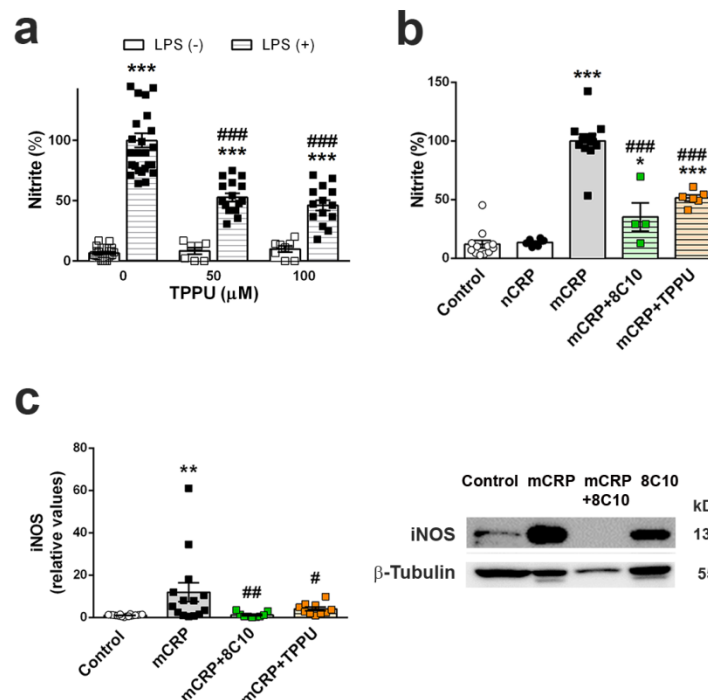 a
LPS (-) LPS (+)
Nitrite (%)
100
50
0
***
###
***
###
***
0 50 100
TPPU (μM)
b
Nitrite (%)
150
100
50
0
***
###
*
###
***
Control nCRP mCRP mCRP+8C10 mCRP+TPPU
c
iNOS
(relative values)
80
60
40
20
0
**
##
#
Control mCRP mCRP+8C10 mCRP+TPPU
Control mCRP mCRP 8C10
+8C10
iNOS
β-Tubulin